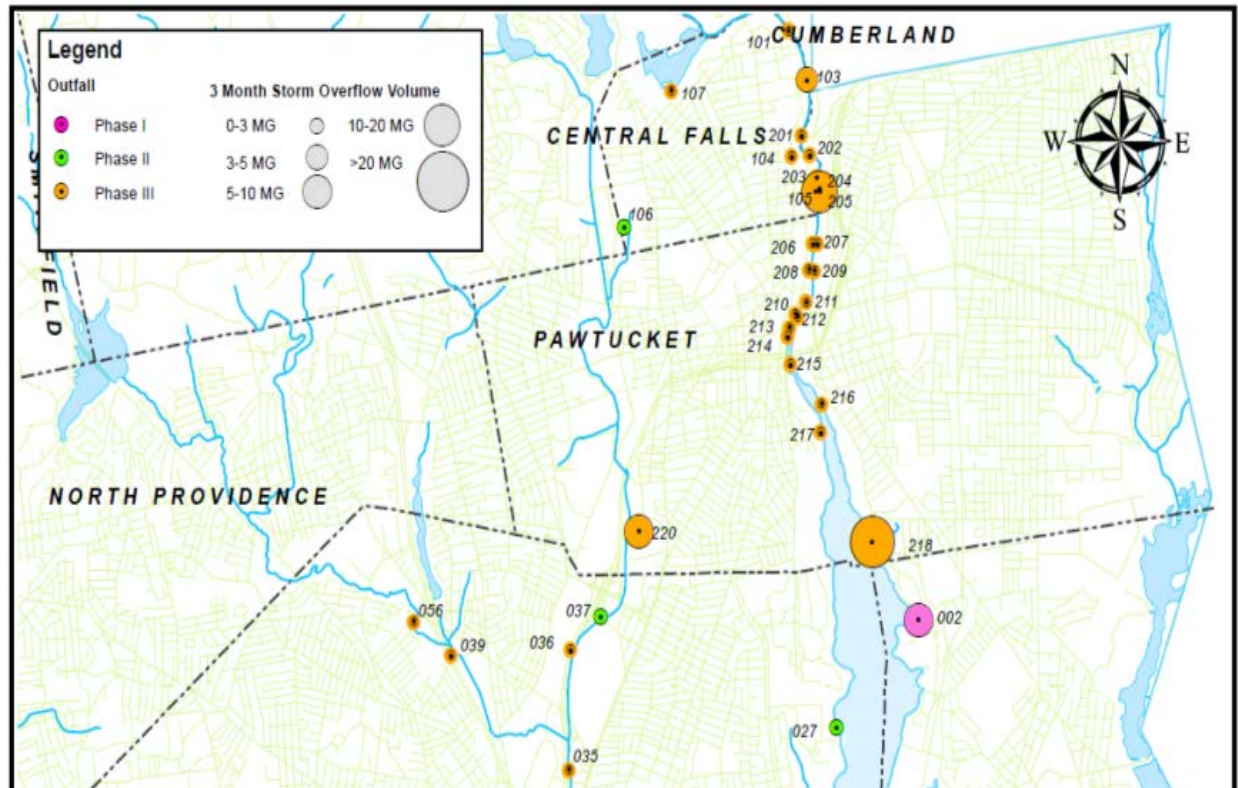 Legend
Outfall
3 Month Storm Overflow Volume
Phase I
0-3 MG
10-20 MG
Phase II
3-5 MG
>20 MG
Phase III
5-10 MG
101
CUMBERLAND
103
107
N
W
E
S
CENTRAL FALLS
201
104
202
203
204
105
205
106
206
207
208
209
FIELD
210
211
212
213
214
PAWTUCKET
215
216
217
NORTH PROVIDENCE
220
218
056
037
002
039
036
027
035